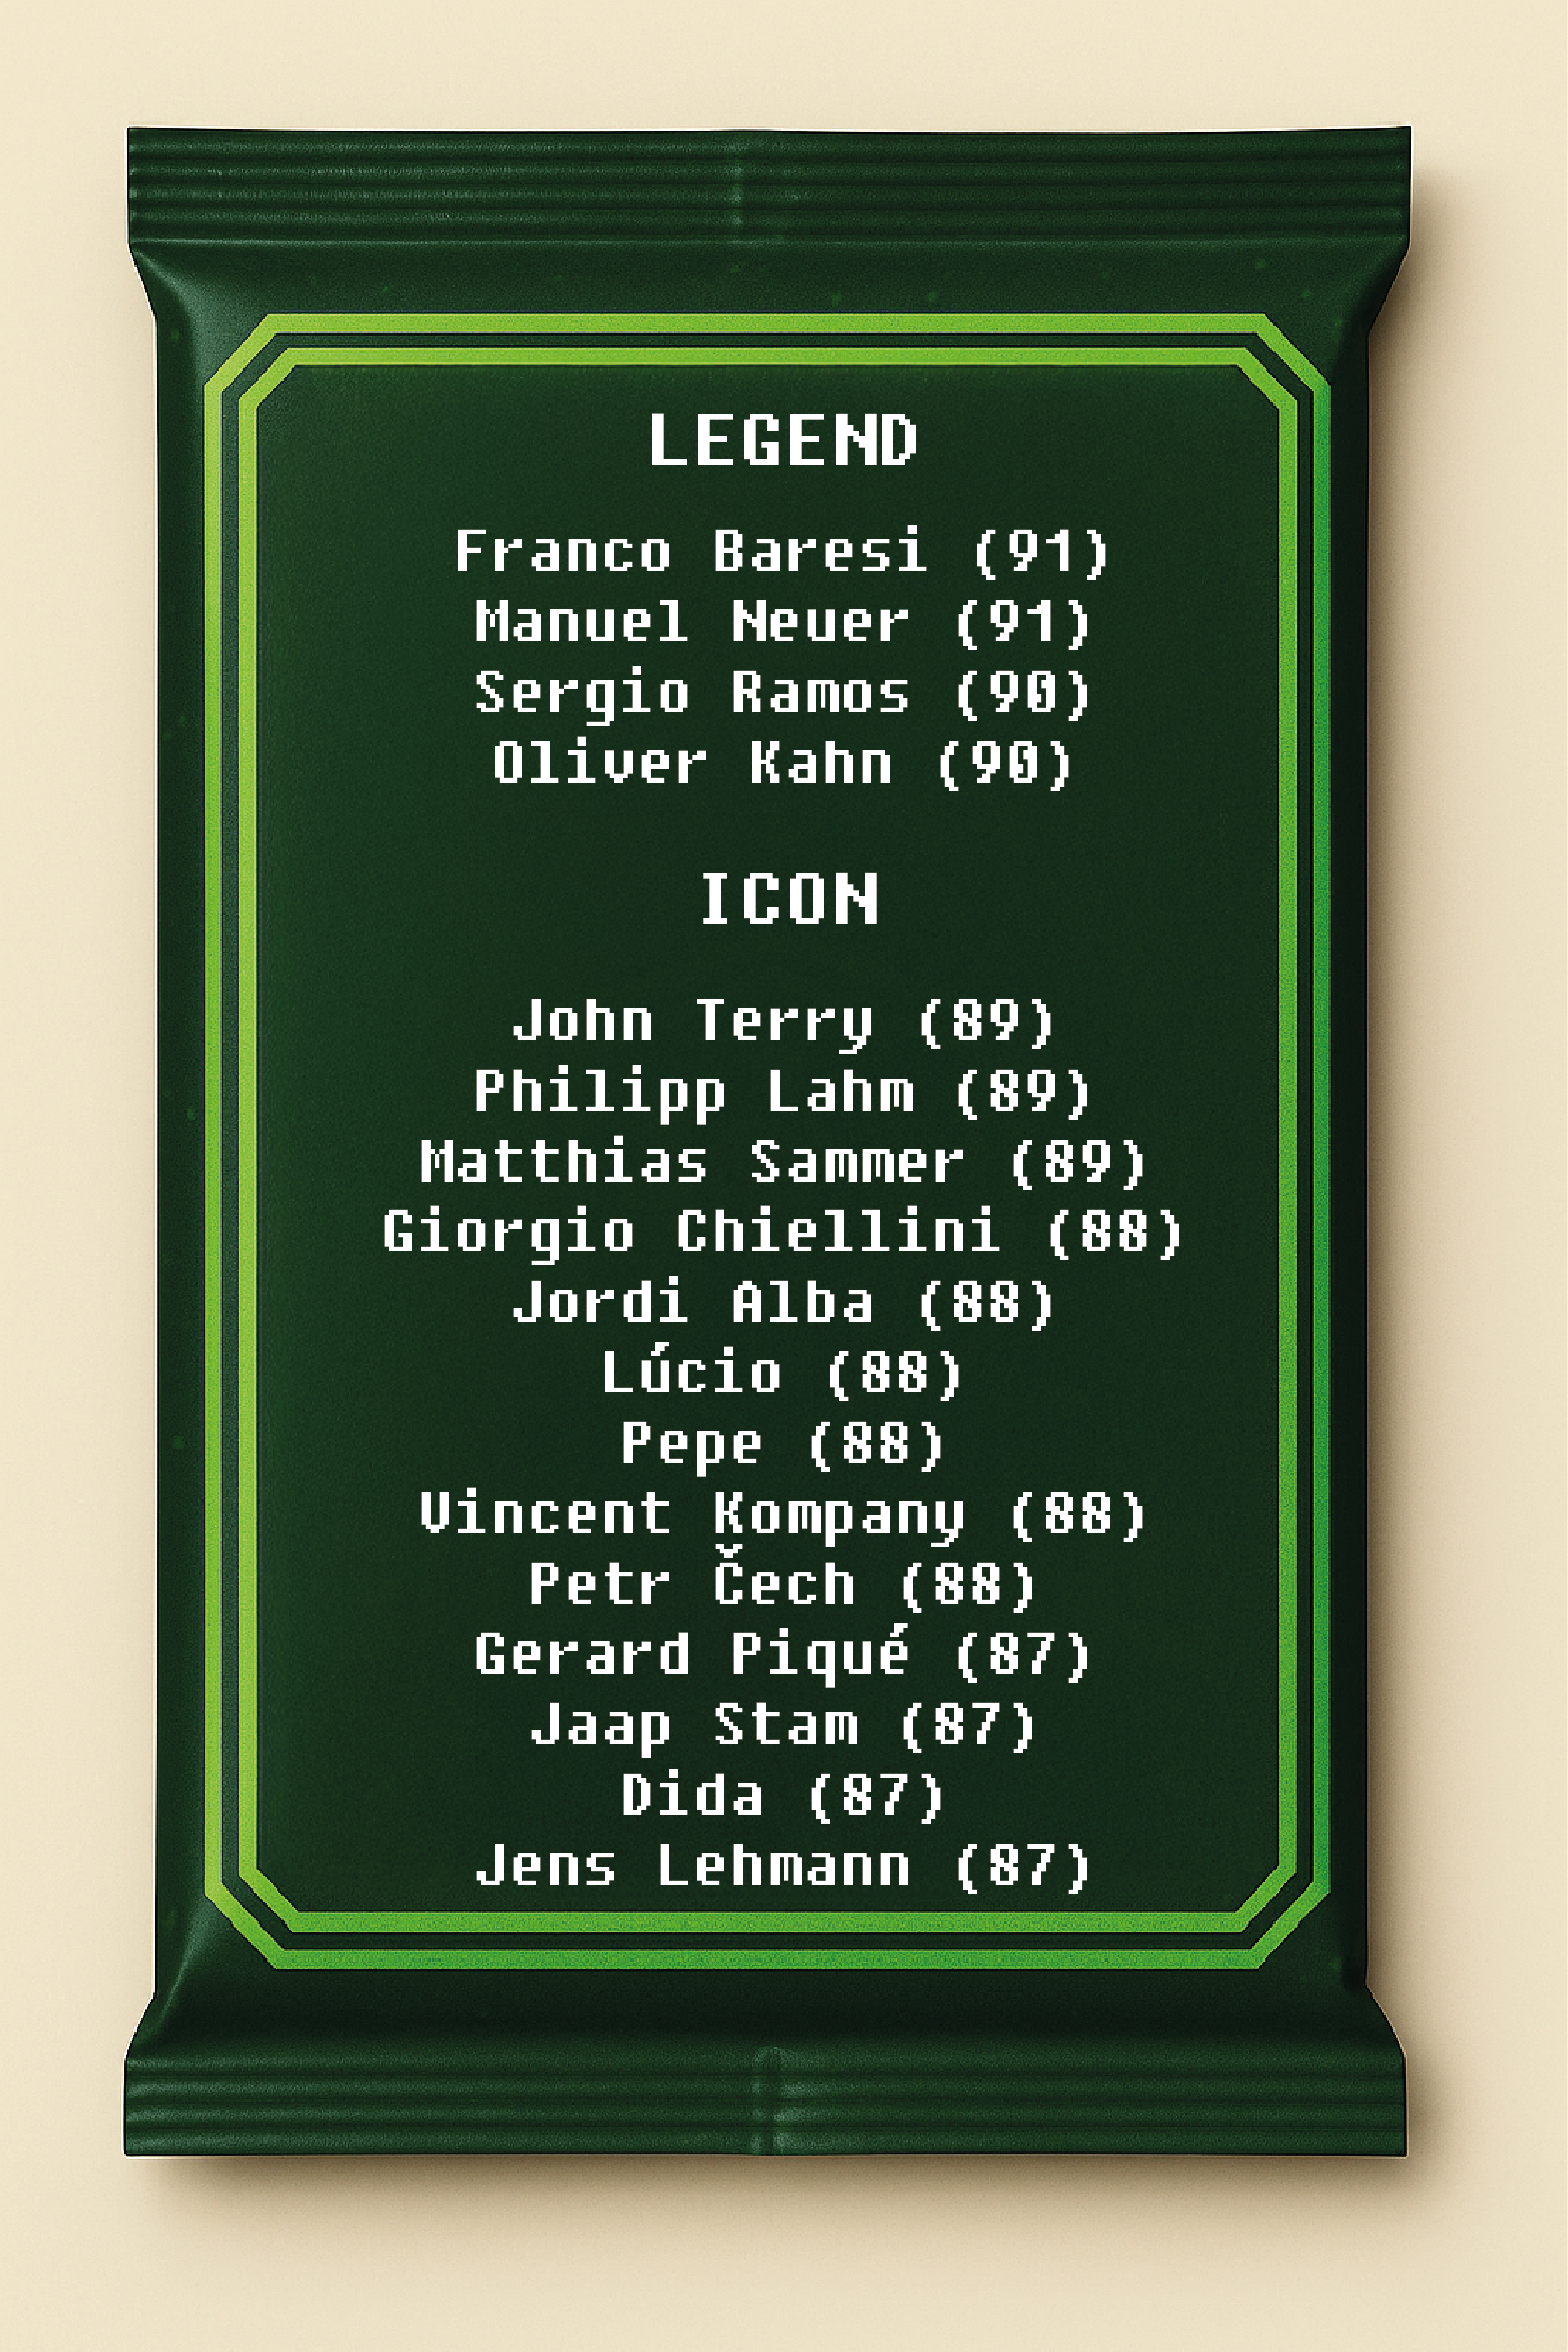 LEGEND
Franco Baresi (91)
Manuel Neuer (91)
Sergio Ramos (90)
Oliver Kahn (90)
ICON
John Terry (89)
Philipp Lahm (89)
Matthias Sammer (89)
Giorgio Chiellini (88)
Jordi Alba (88)
Lúcio (88)
Pepe (88)
Vincent Kompany (88)
Petr Čech (88)
Gerard Piqué (87)
Jaap Stam (87)
Dida (87)
Jens Lehmann (87)